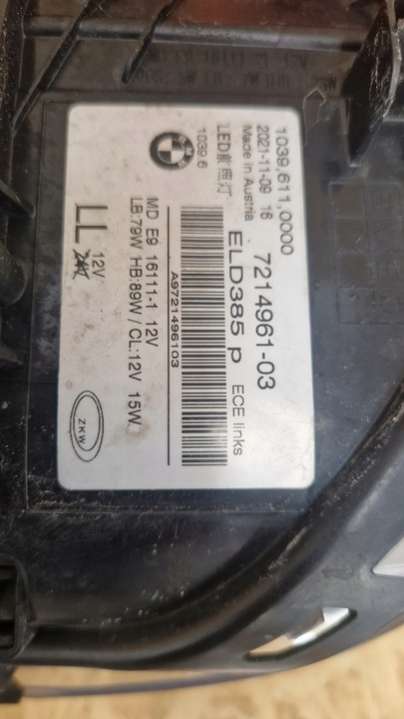 1039.611.0000
2021-11-09 16
Made in Austria
LED前照灯
1039.6
BMW
7214961-03
ELD385 p ECE links
A9721496103
MD E9 16111-1 12V
LB.79W HB:89W / CL:12V 15W
LL 12V
ZKW